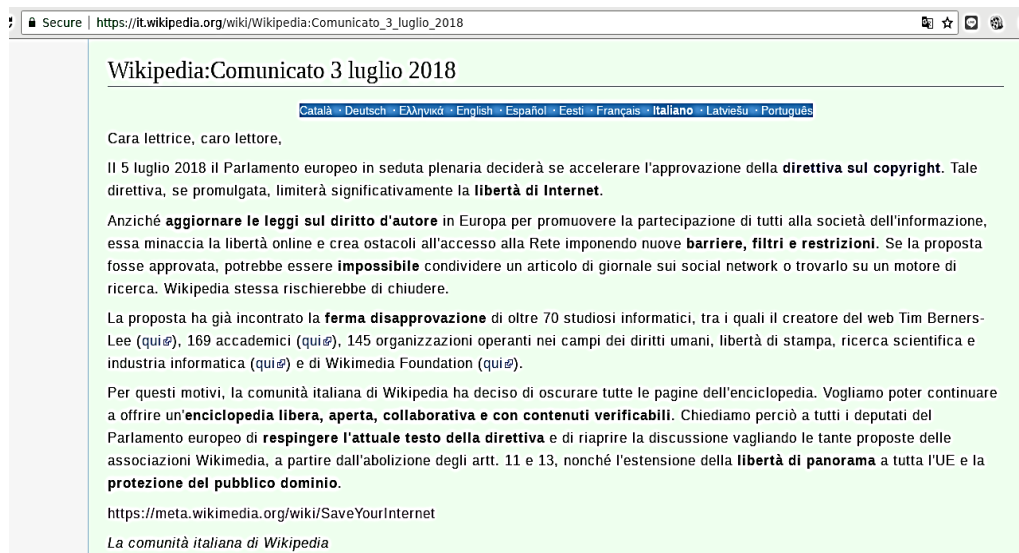 Secure | https://it.wikipedia.org/wiki/Wikipedia:Comunicato_3_luglio_2018
Wikipedia:Comunicato 3 luglio 2018
Català · Deutsch · Ελληνικά · English · Español · Eesti · Français · Italiano · Latviešu · Português
Cara lettrice, caro lettore,
Il 5 luglio 2018 il Parlamento europeo in seduta plenaria deciderà se accelerare l'approvazione della direttiva sul copyright. Tale
direttiva, se promulgata, limiterà significativamente la libertà di Internet.
Anziché aggiornare le leggi sul diritto d'autore in Europa per promuovere la partecipazione di tutti alla società dell'informazione,
essa minaccia la libertà online e crea ostacoli all'accesso alla Rete imponendo nuove barriere, filtri e restrizioni. Se la proposta
fosse approvata, potrebbe essere impossibile condividere un articolo di giornale sui social network o trovarlo su un motore di
ricerca. Wikipedia stessa rischierebbe di chiudere.
La proposta ha già incontrato la ferma disapprovazione di oltre 70 studiosi informatici, tra i quali il creatore del web Tim Berners-
Lee (qui), 169 accademici (qui), 145 organizzazioni operanti nei campi dei diritti umani, libertà di stampa, ricerca scientifica e
industria informatica (qui) e di Wikimedia Foundation (qui).
Per questi motivi, la comunità italiana di Wikipedia ha deciso di oscurare tutte le pagine dell'enciclopedia. Vogliamo poter continuare
a offrire un'enciclopedia libera, aperta, collaborativa e con contenuti verificabili. Chiediamo perciò a tutti i deputati del
Parlamento europeo di respingere l'attuale testo della direttiva e di riaprire la discussione vagliando le tante proposte delle
associazioni Wikimedia, a partire dall'abolizione degli artt. 11 e 13, nonché l'estensione della libertà di panorama a tutta l'UE e la
protezione del pubblico dominio.
https://meta.wikimedia.org/wiki/SaveYourInternet
La comunità italiana di Wikipedia